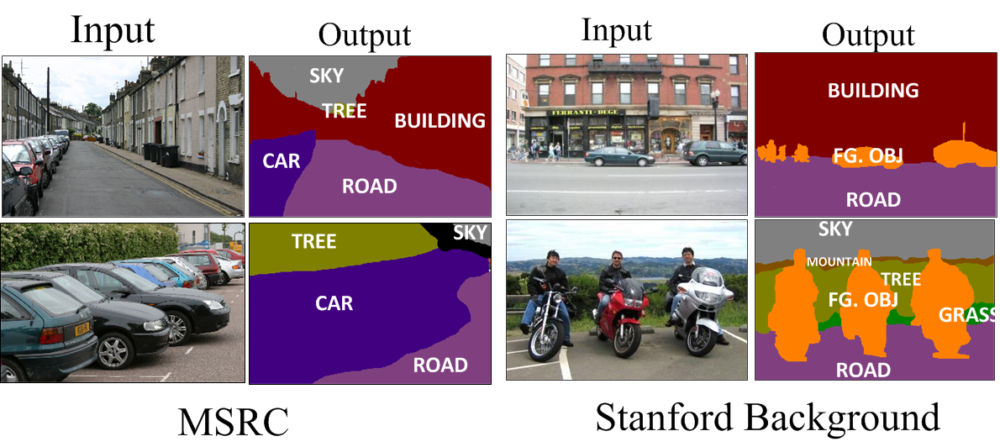 Input
Output
Input
Output
SKY
TREE
BUILDING
CAR
ROAD
BUILDING
FERRANTI-DEGE
FG. OBJ
ROAD
TREE
SKY
CAR
ROAD
SKY
MOUNTAIN
TREE
FG. OBJ
GRASS
ROAD
MSRC
Stanford Background